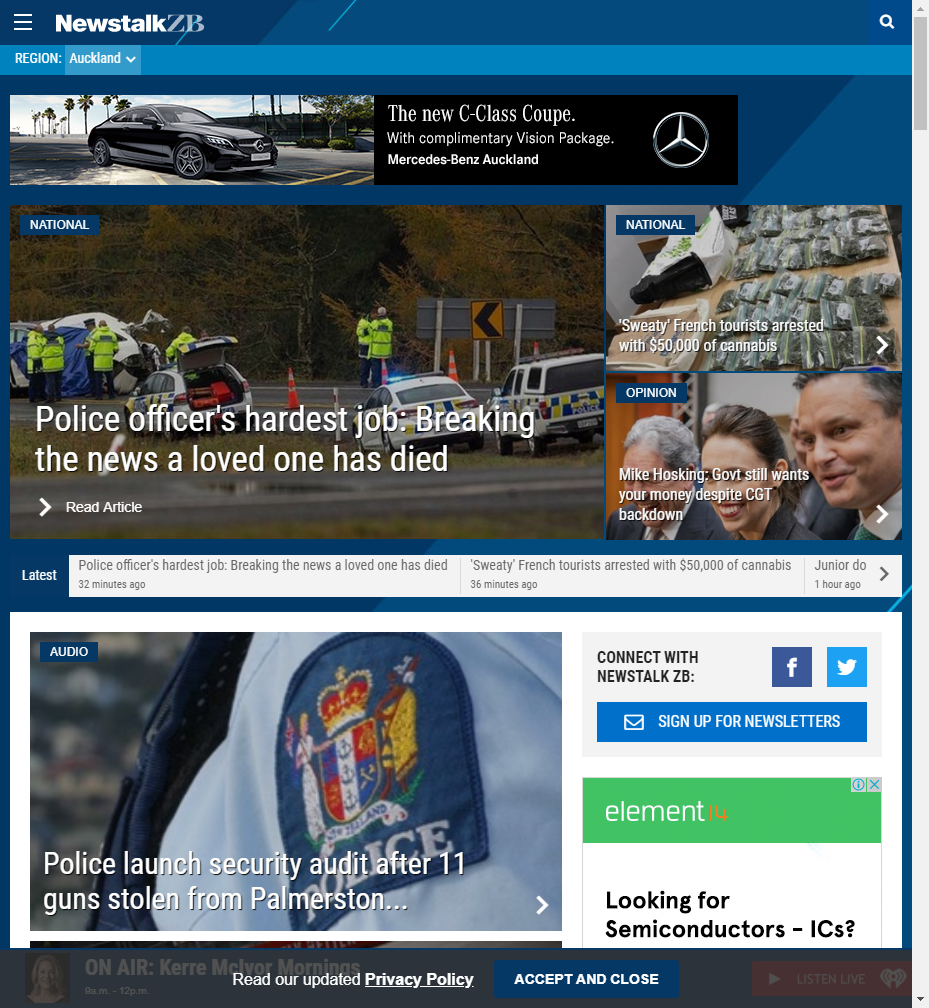 NewstalkZB
REGION: Auckland
The new C-Class Coupe.
With complimentary Vision Package.
Mercedes-Benz Auckland
NATIONAL
Police officer's hardest job: Breaking
the news a loved one has died
Read Article
NATIONAL
'Sweaty' French tourists arrested
with $50,000 of cannabis
OPINION
Mike Hosking: Govt still wants
your money despite CGT
backdown
Latest
Police officer's hardest job: Breaking the news a loved one has died
32 minutes ago
'Sweaty' French tourists arrested with $50,000 of cannabis
36 minutes ago
Junior do
1 hour ago
AUDIO
NEW ZEALAND
POLICE
Police launch security audit after 11
guns stolen from Palmerston...
CONNECT WITH
NEWSTALK ZB:
SIGN UP FOR NEWSLETTERS
element14
Looking for
Semiconductors - ICs?
ON AIR: Kerre McIvor Mornings
9a.m. - 12p.m.
Read our updated Privacy Policy
ACCEPT AND CLOSE
LISTEN LIVE